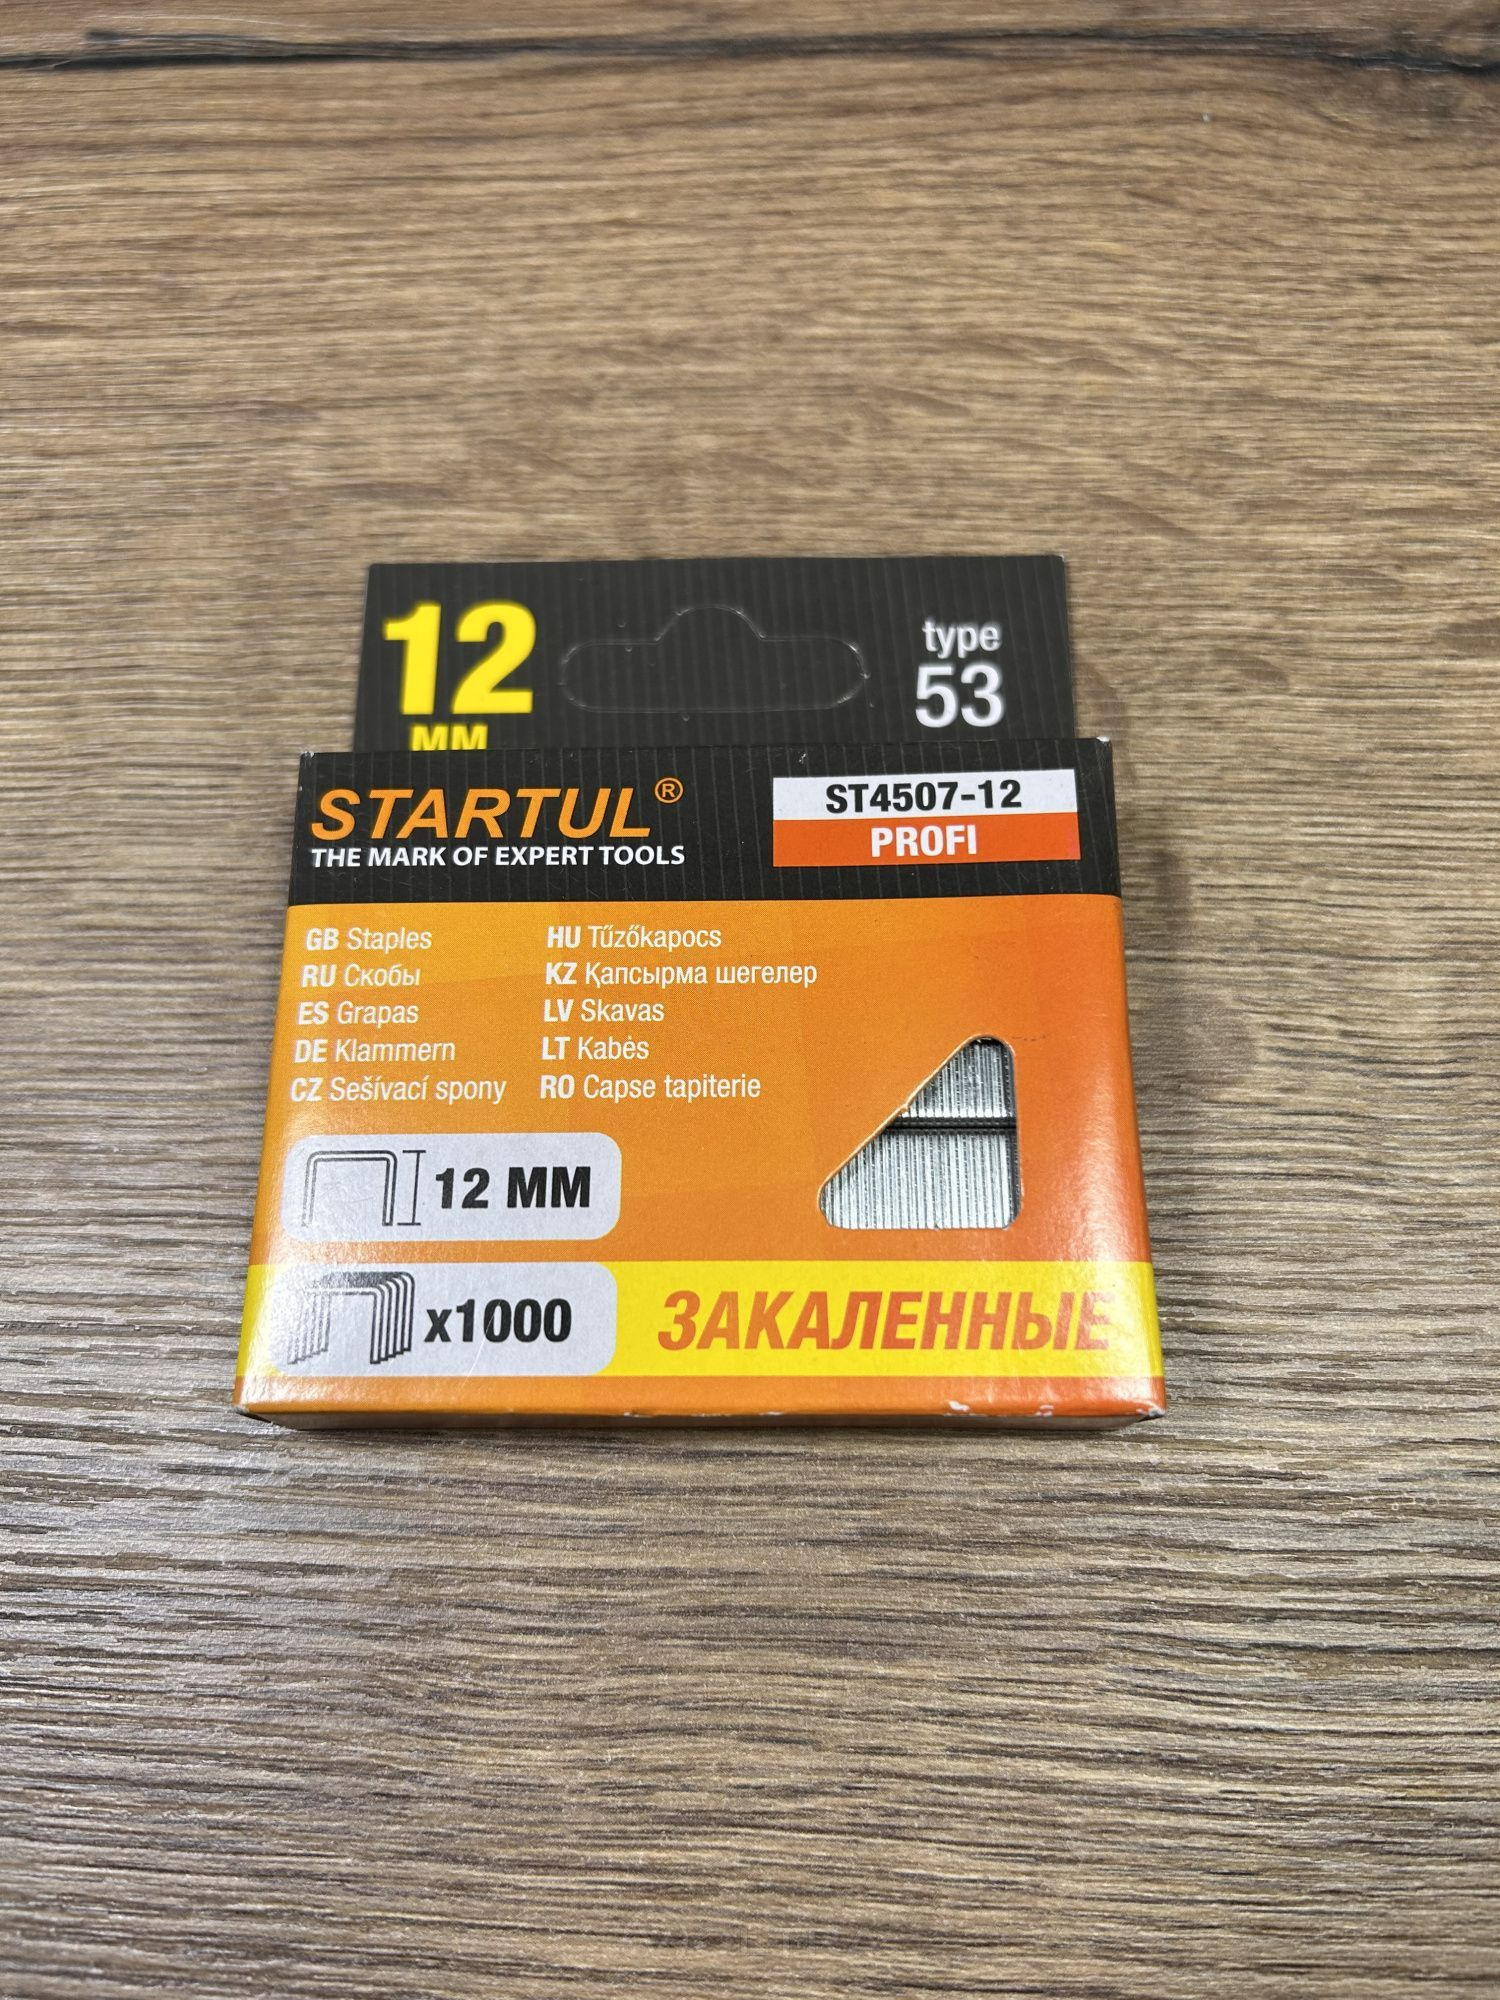 12
MM
type
53
STARTUL®
THE MARK OF EXPERT TOOLS
ST4507-12
PROFI
GB Staples
RU Скобы
ES Grapas
DE Klammern
CZ Sešívací spony
HU Tűzőkapocs
KZ Қапсырма шегелер
LV Skavas
LT Kabės
RO Capse tapiterie
12 MM
x1000
ЗАКАЛЕННЫЕ